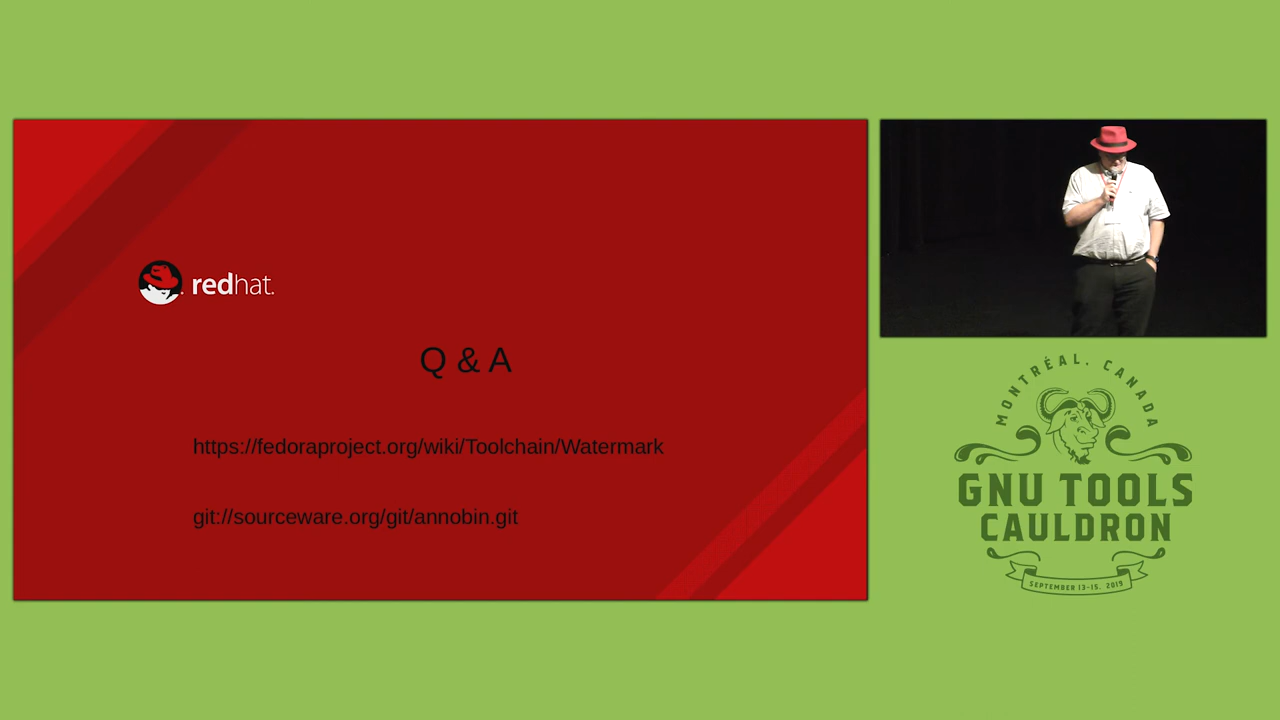 redhat.
Q & A
https://fedoraproject.org/wiki/Toolchain/Watermark
git://sourceware.org/git/annobin.git
MONTRÉAL. CANADA
GNU TOOLS
CAULDRON
SEPTEMBER 13-15, 2019